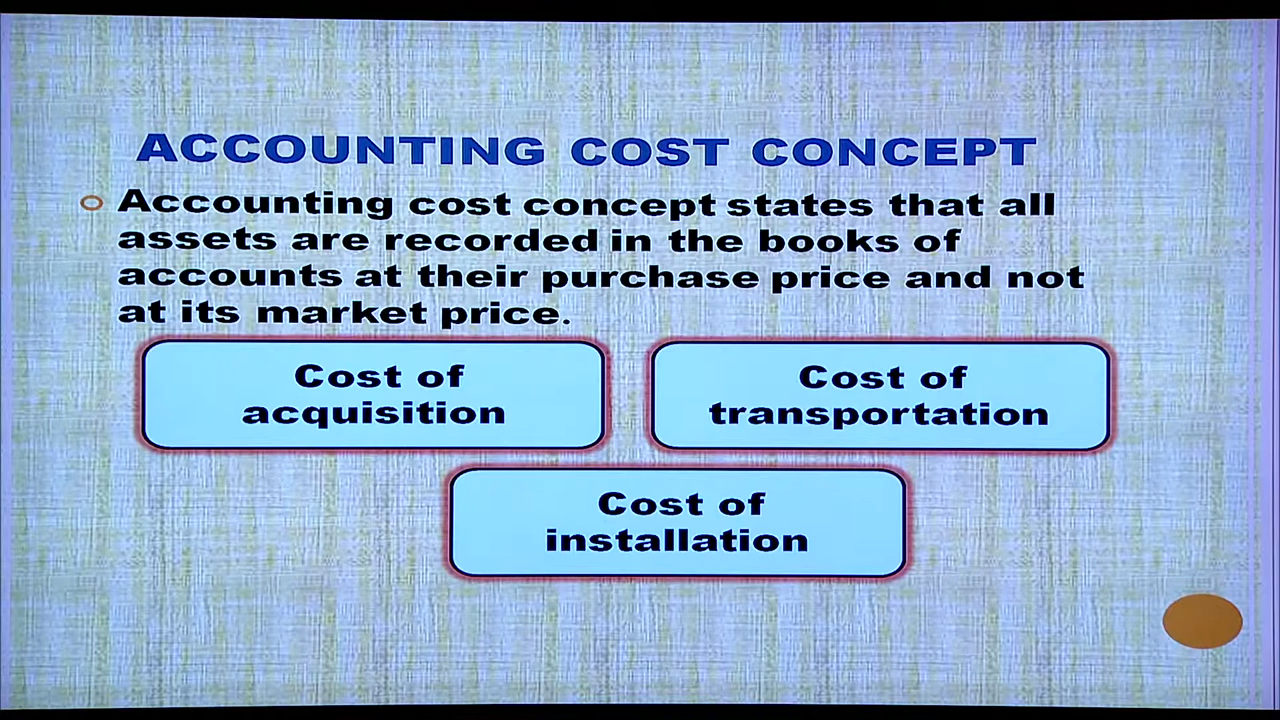 ACCOUNTING COST CONCEPT
Accounting cost concept states that all
assets are recorded in the books of
accounts at their purchase price and not
at its market price.
Cost of
acquisition
Cost of
transportation
Cost of
installation